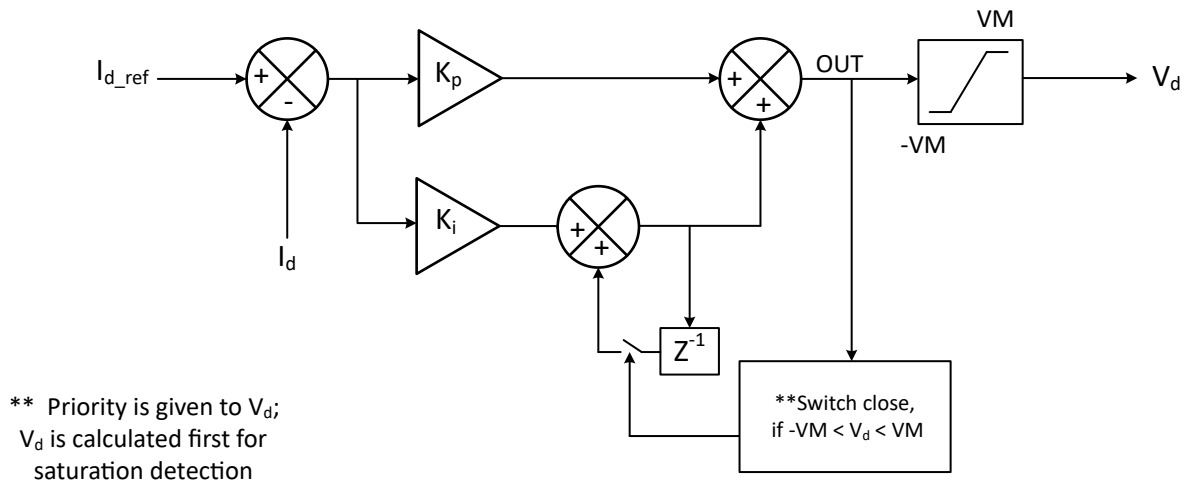 VM
I_d_ref
+
-
K_p
+
+
OUT
V_d
-VM
I_d
K_i
+
+
Z^-1
**Switch close,
if -VM < V_d < VM
** Priority is given to V_d;
V_d is calculated first for
saturation detection